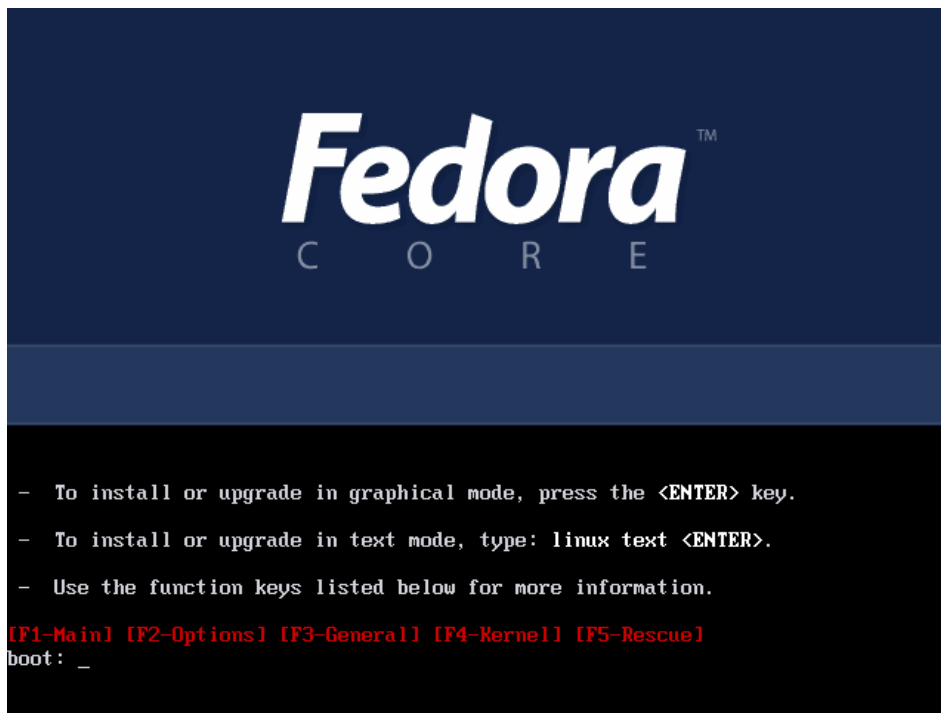 Fedora™
CORE
- To install or upgrade in graphical mode, press the <ENTER> key.
- To install or upgrade in text mode, type: linux text <ENTER>.
- Use the function keys listed below for more information.
[F1-Main] [F2-Options] [F3-General] [F4-Kernel] [F5-Rescue]
boot: _